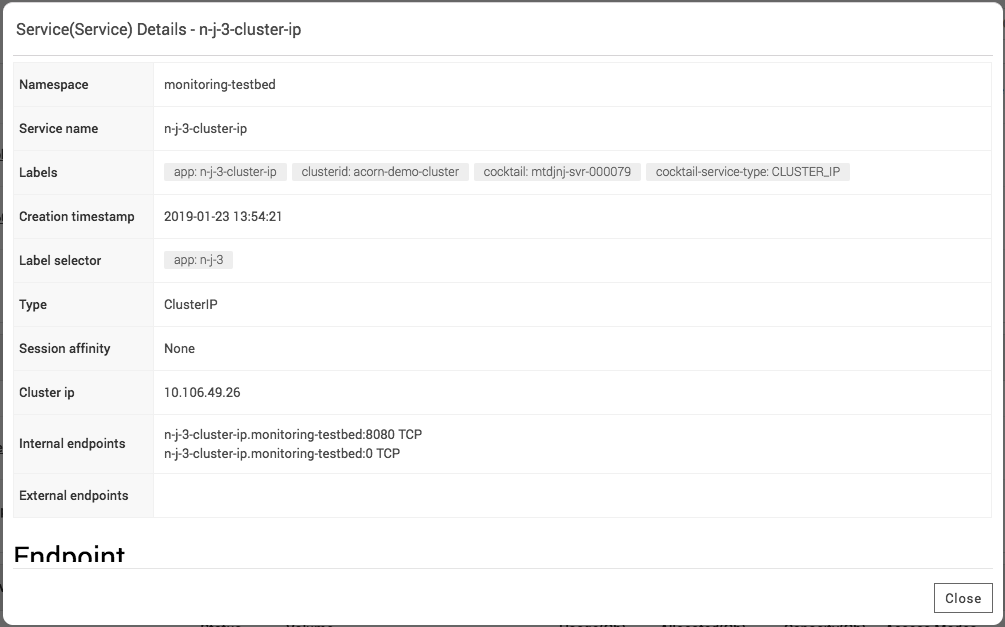 Service(Service) Details - n-j-3-cluster-ip
Namespace monitoring-testbed
Service name n-j-3-cluster-ip
Labels app: n-j-3-cluster-ip clusterid: acorn-demo-cluster cocktail: mtdjnj-svr-000079 cocktail-service-type: CLUSTER_IP
Creation timestamp 2019-01-23 13:54:21
Label selector app: n-j-3
Type ClusterIP
Session affinity None
Cluster ip 10.106.49.26
Internal endpoints n-j-3-cluster-ip.monitoring-testbed:8080 TCP
n-j-3-cluster-ip.monitoring-testbed:0 TCP
External endpoints
Endpoint
Close